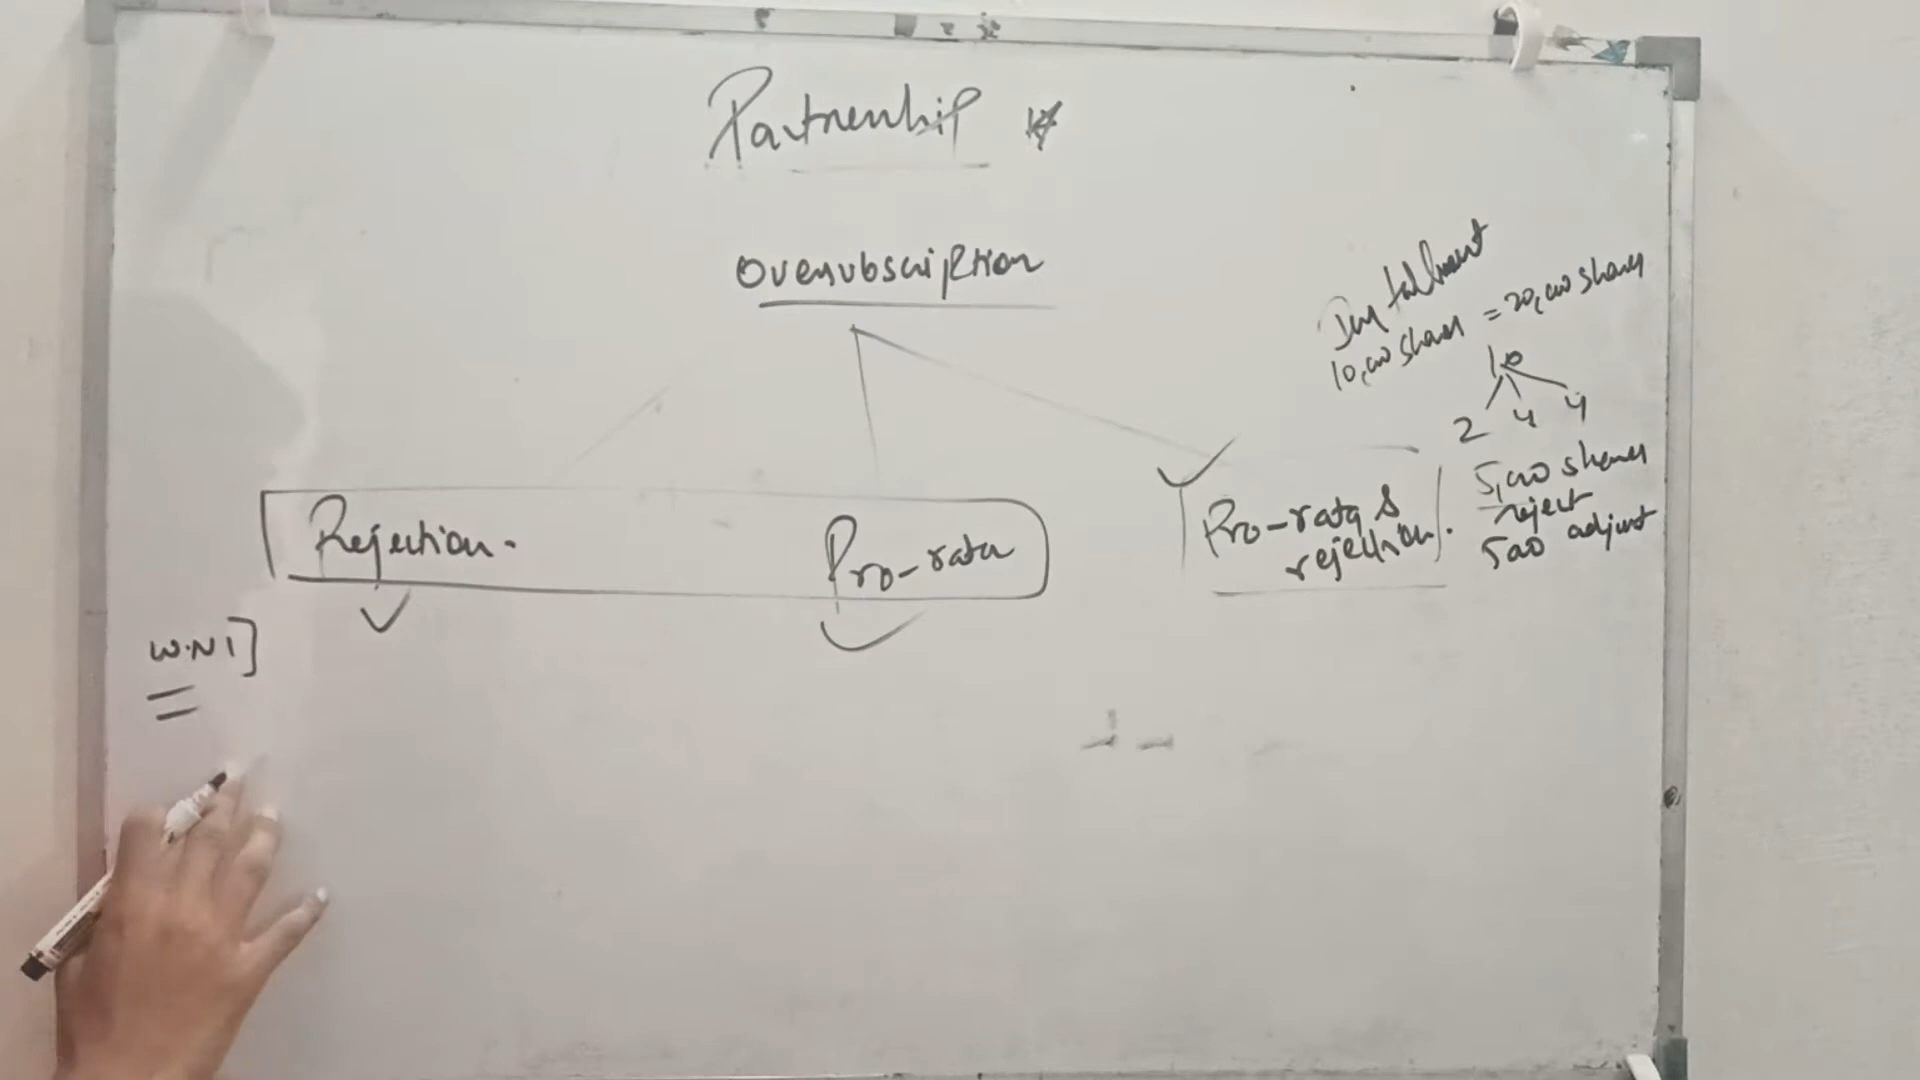 Partnership
Oversubscription
Installment
10,000 shares = 20,000 shares
10
2 4 4
Rejection.
Pro-rata
Pro-rata &
rejection.
5,000 shares
reject
5000 adjust
W.N 1]